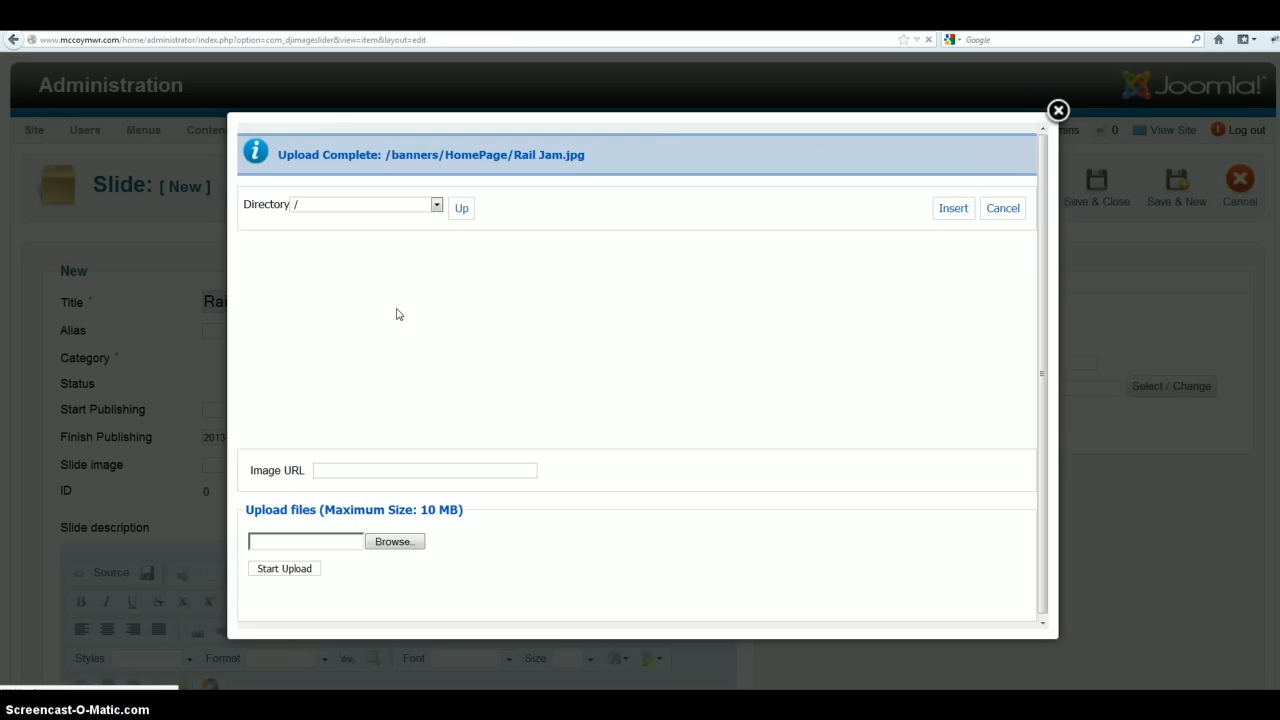 www.mccoymwr.com/home/administrator/index.php?option=com_djimageslider&view=item&layout=edit
Google
Administration
Joomla!
Site Users Menus Conten
0 View Site Log out
Upload Complete: /banners/HomePage/Rail Jam.jpg
Slide: [ New ]
Save & Close Save & New Cancel
Directory / Up Insert Cancel
New
Title * Rai
Alias
Category *
Status
Select / Change
Start Publishing
Finish Publishing 2013
Slide image
Image URL
ID 0
Upload files (Maximum Size: 10 MB)
Slide description
Browse...
Start Upload
Source
B I U
Styles Format Font Size
Screencast-O-Matic.com